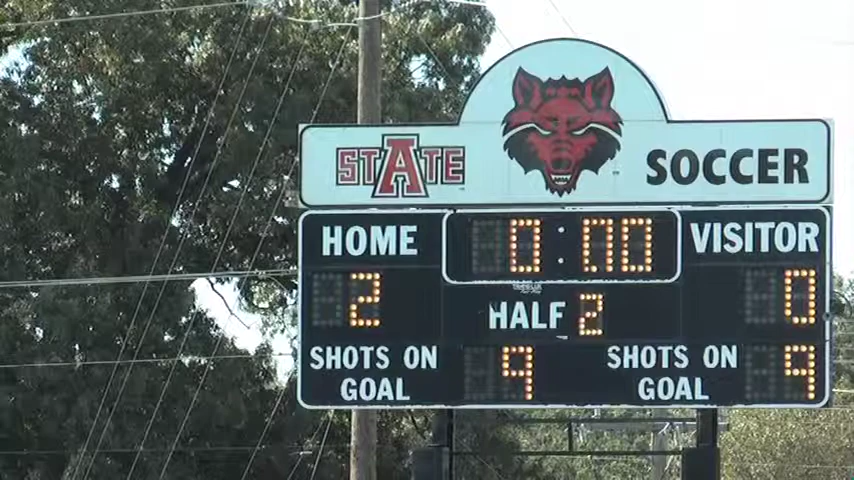 STATE
SOCCER
HOME 0:00 VISITOR
2 HALF 2 0
SHOTS ON GOAL 9 SHOTS ON GOAL 9